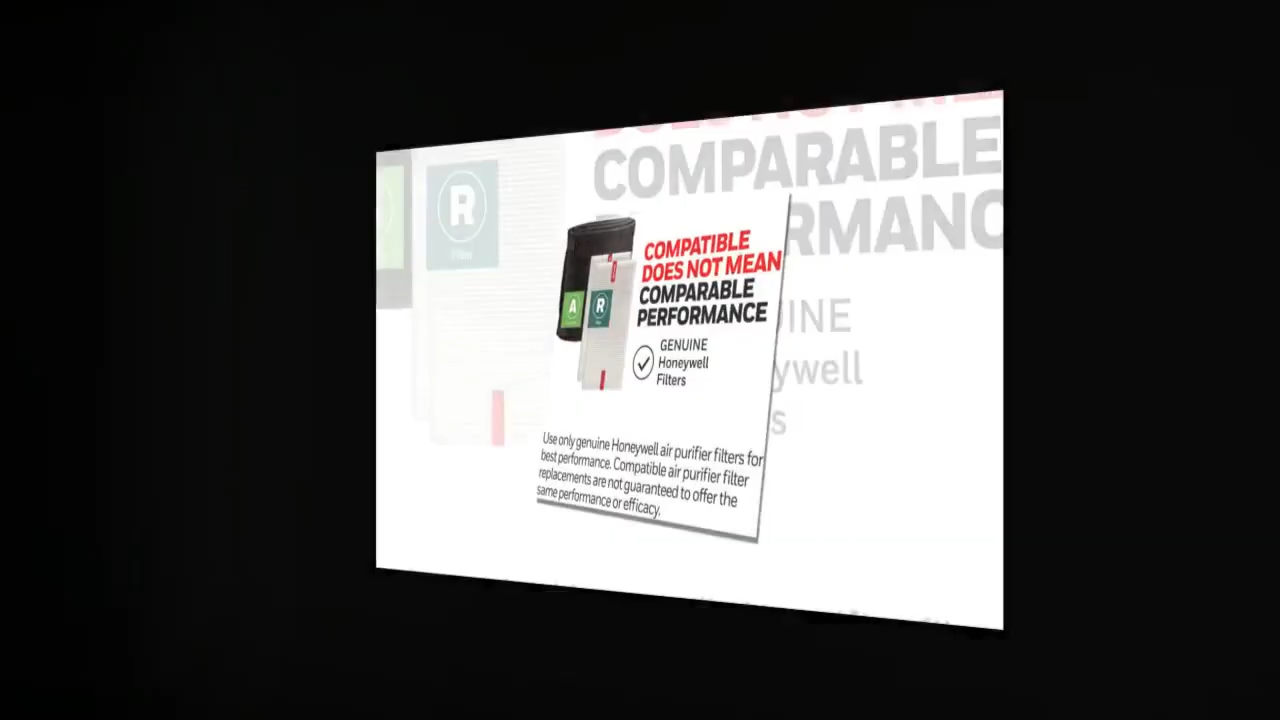 COMPARABLE
R
COMPATIBLE
DOES NOT MEAN
COMPARABLE
PERFORMANCE
A
R
GENUINE
Honeywell
Filters
Use only genuine Honeywell air purifier filters for
best performance. Compatible air purifier filter
replacements are not guaranteed to offer the
same performance or efficacy.